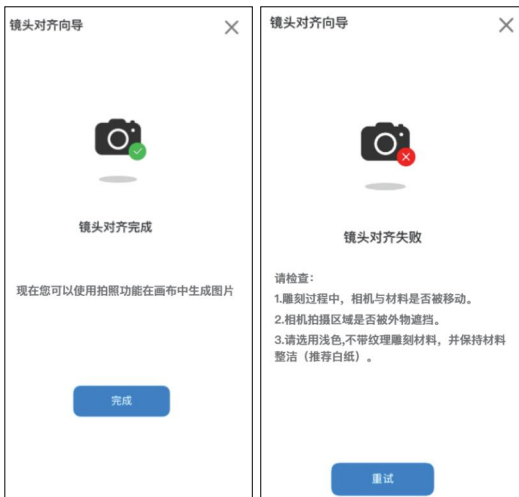 镜头对齐向导
镜头对齐完成
现在您可以使用拍照功能在画布中生成图片
完成
镜头对齐向导
镜头对齐失败
请检查：
1.雕刻过程中，相机与材料是否被移动。
2.相机拍摄区域是否被外物遮挡。
3.请选用浅色,不带纹理雕刻材料，并保持材料
整洁（推荐白纸）。
重试